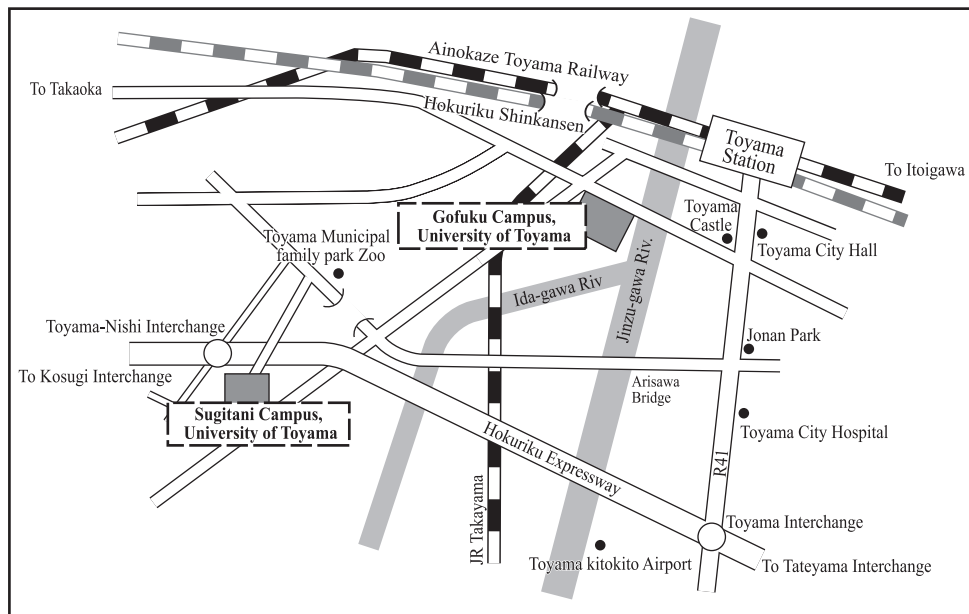 Ainokaze Toyama Railway
To Takaoka
Hokuriku Shinkansen
Toyama
Station
To Itoigawa
Gofuku Campus,
University of Toyama
Toyama
Castle
Toyama City Hall
Toyama Municipal
family park Zoo
Ida-gawa Riv
Jinzu-gawa Riv.
Toyama-Nishi Interchange
Jonan Park
To Kosugi Interchange
Arisawa
Bridge
Sugitani Campus,
University of Toyama
Toyama City Hospital
Hokuriku Expressway
R41
JR Takayama
Toyama Interchange
Toyama kitokito Airport
To Tateyama Interchange